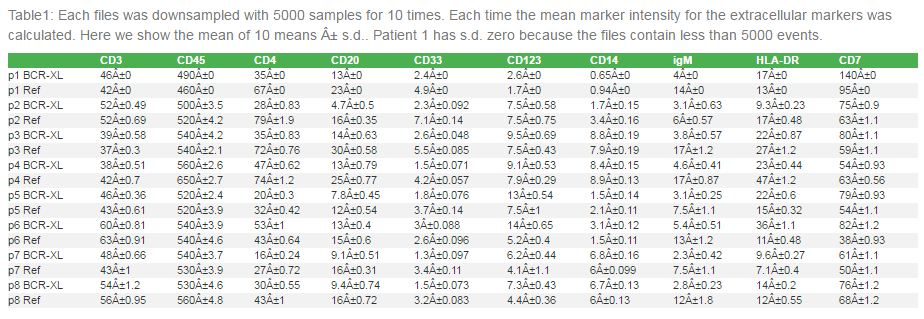 Table1: Each files was downsampled with 5000 samples for 10 times. Each time the mean marker intensity for the extracellular markers was
calculated. Here we show the mean of 10 means Â± s.d.. Patient 1 has s.d. zero because the files contain less than 5000 events.
CD3 CD45 CD4 CD20 CD33 CD123 CD14 igM HLA-DR CD7
p1 BCR-XL 46Â±0 490Â±0 35Â±0 13Â±0 2.4Â±0 2.6Â±0 0.65Â±0 4Â±0 17Â±0 140Â±0
p1 Ref 42Â±0 460Â±0 67Â±0 23Â±0 4.9Â±0 1.7Â±0 0.94Â±0 14Â±0 13Â±0 95Â±0
p2 BCR-XL 52Â±0.49 500Â±3.5 28Â±0.83 4.7Â±0.5 2.3Â±0.092 7.5Â±0.58 1.7Â±0.15 3.1Â±0.63 9.3Â±0.23 75Â±0.9
p2 Ref 52Â±0.69 520Â±4.2 79Â±1.9 16Â±0.35 7.1Â±0.14 7.5Â±0.75 3.4Â±0.16 6Â±0.57 17Â±0.48 63Â±1.1
p3 BCR-XL 39Â±0.58 540Â±4.2 35Â±0.83 14Â±0.63 2.6Â±0.048 9.5Â±0.69 8.8Â±0.19 3.8Â±0.57 22Â±0.87 80Â±1.1
p3 Ref 37Â±0.3 540Â±2.1 72Â±0.76 30Â±0.58 5.5Â±0.085 7.5Â±0.43 7.9Â±0.19 17Â±1.2 27Â±1.2 59Â±1.1
p4 BCR-XL 38Â±0.51 560Â±2.6 47Â±0.62 13Â±0.79 1.5Â±0.071 9.1Â±0.53 8.4Â±0.15 4.6Â±0.41 23Â±0.44 54Â±0.93
p4 Ref 42Â±0.7 650Â±2.7 74Â±1.2 25Â±0.77 4.2Â±0.057 7.9Â±0.29 8.9Â±0.13 17Â±0.87 47Â±1.2 63Â±0.56
p5 BCR-XL 46Â±0.36 520Â±2.4 20Â±0.3 7.8Â±0.45 1.8Â±0.076 13Â±0.54 1.5Â±0.14 3.1Â±0.25 22Â±0.6 79Â±0.93
p5 Ref 43Â±0.61 520Â±3.9 32Â±0.42 12Â±0.54 3.7Â±0.14 7.5Â±1 2.1Â±0.11 7.5Â±1.1 15Â±0.32 54Â±1.1
p6 BCR-XL 60Â±0.81 540Â±3.9 53Â±1 13Â±0.4 3Â±0.088 14Â±0.65 3.1Â±0.12 5.4Â±0.51 36Â±1.1 82Â±1.2
p6 Ref 63Â±0.91 540Â±4.6 43Â±0.64 15Â±0.6 2.6Â±0.096 5.2Â±0.4 1.5Â±0.11 13Â±1.2 11Â±0.48 38Â±0.93
p7 BCR-XL 48Â±0.66 540Â±3.7 16Â±0.24 9.1Â±0.51 1.3Â±0.097 6.2Â±0.44 6.8Â±0.16 2.3Â±0.42 9.6Â±0.27 61Â±1.1
p7 Ref 43Â±1 530Â±3.9 27Â±0.72 16Â±0.31 3.4Â±0.11 4.1Â±1.1 6Â±0.099 7.5Â±1.1 7.1Â±0.4 50Â±1.1
p8 BCR-XL 54Â±1.2 530Â±4.6 30Â±0.55 9.4Â±0.74 1.5Â±0.073 7.3Â±0.43 6.7Â±0.13 2.8Â±0.23 14Â±0.2 76Â±1.2
p8 Ref 56Â±0.95 560Â±4.8 43Â±1 16Â±0.72 3.2Â±0.083 4.4Â±0.36 6Â±0.13 12Â±1.8 12Â±0.55 68Â±1.2